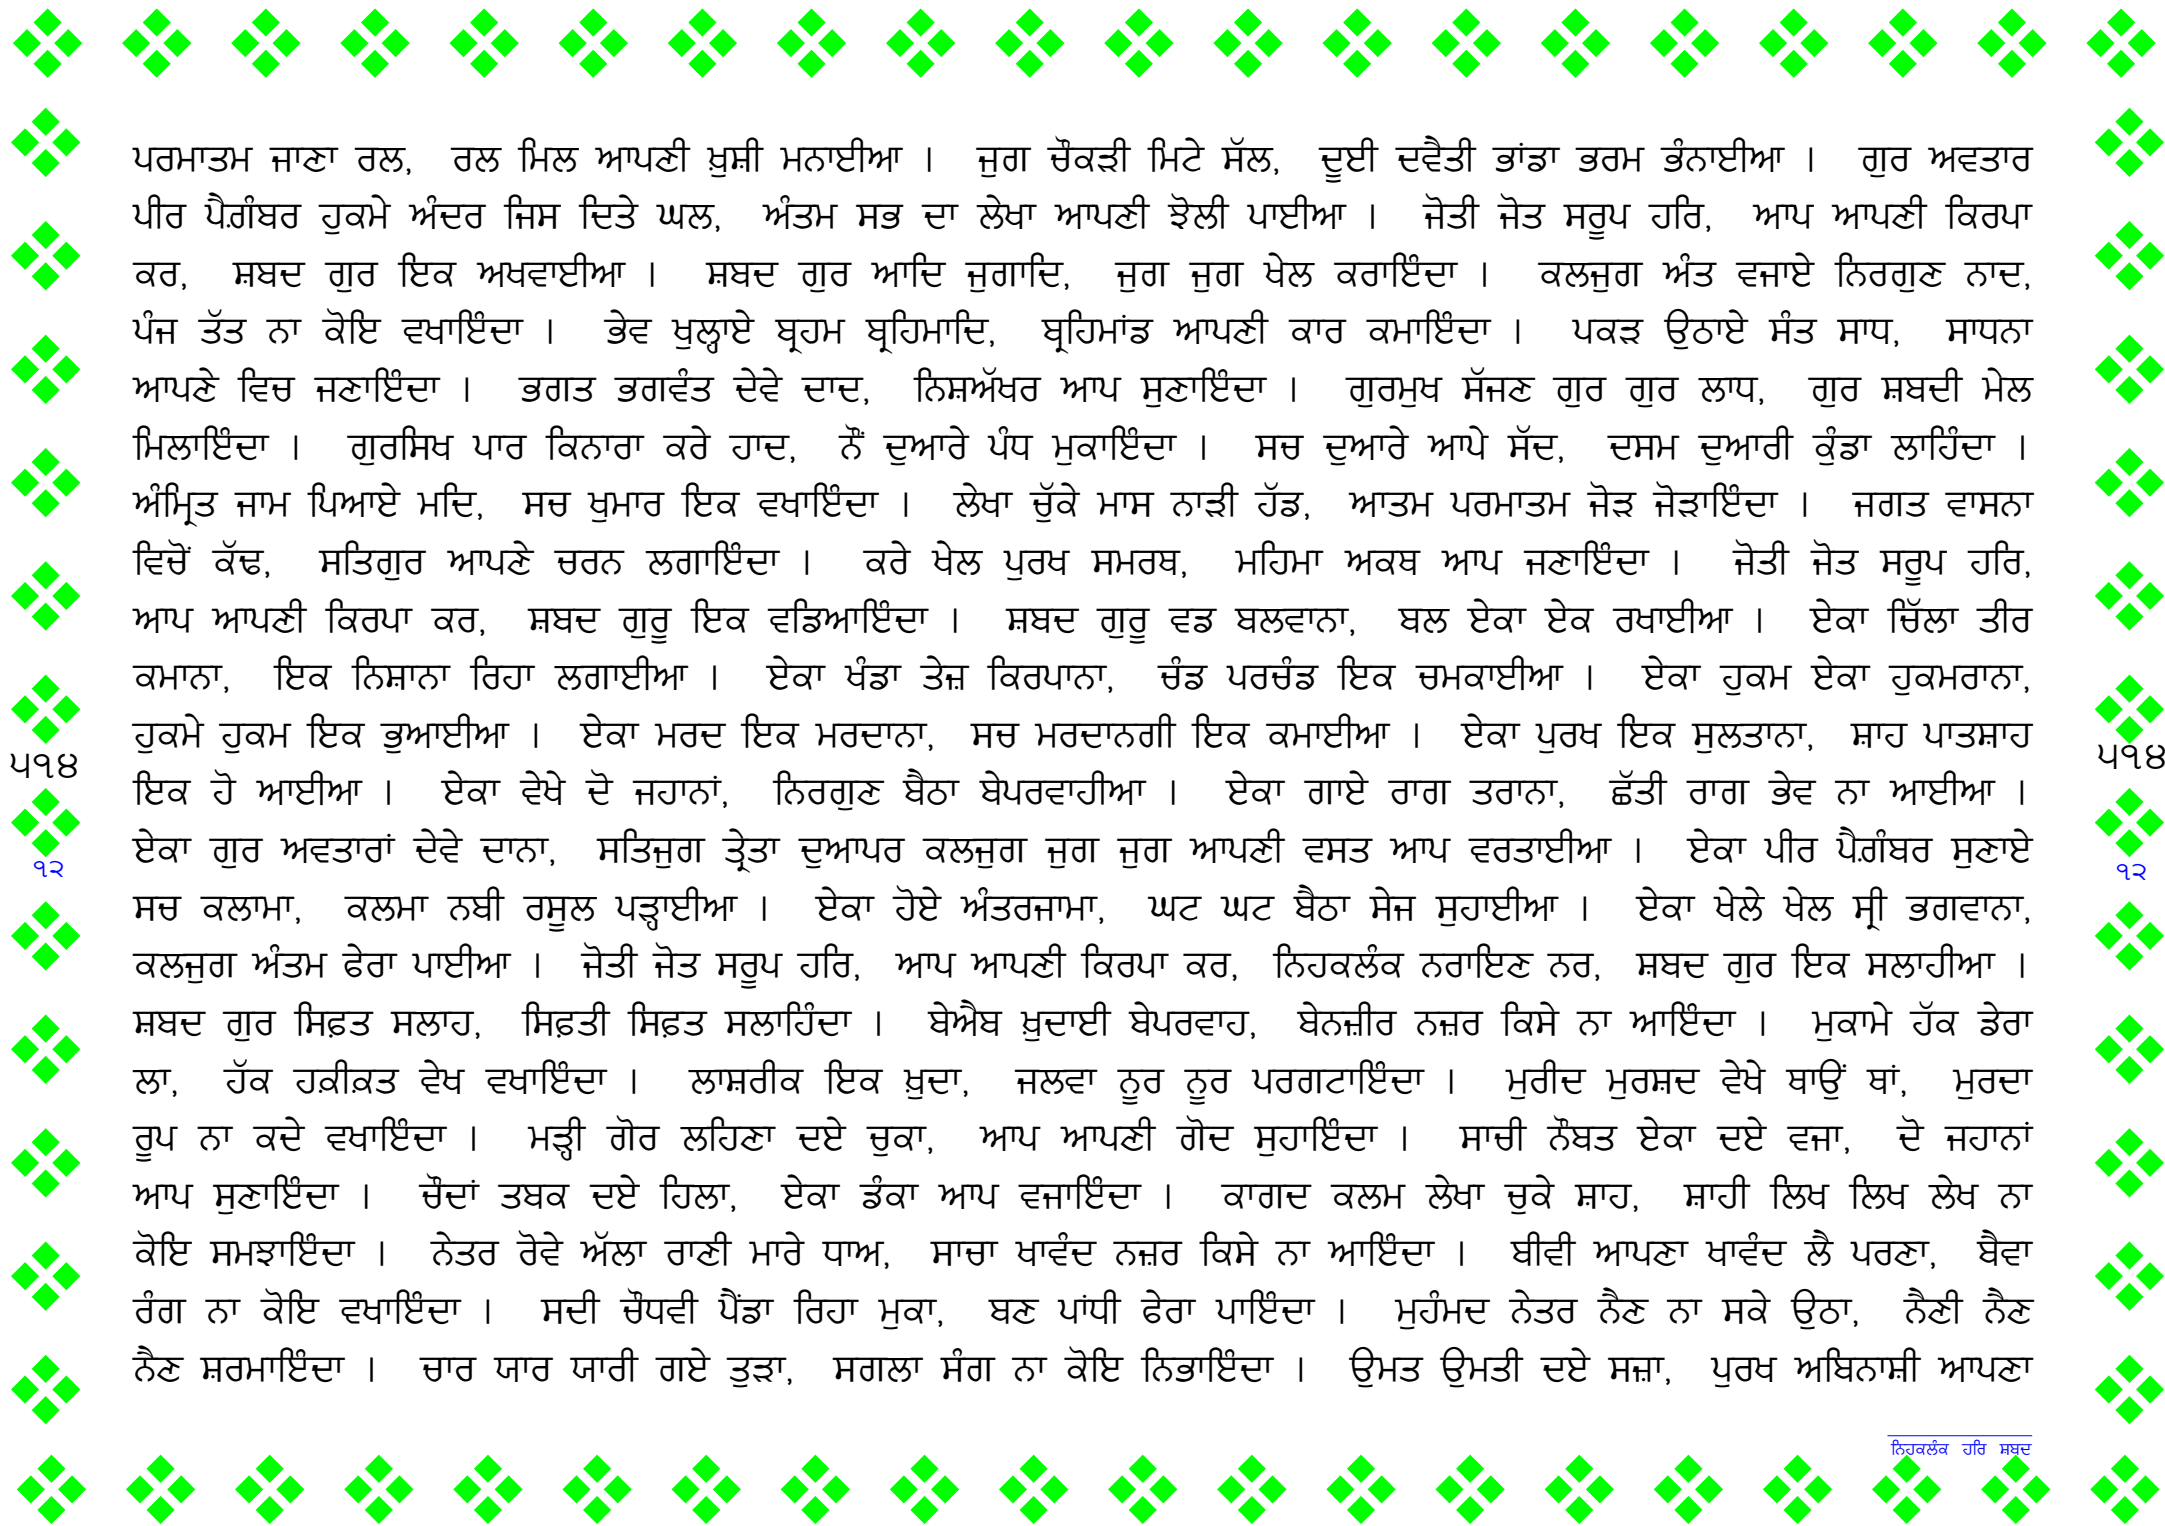 ਪਰਮਾਤਮ ਜਾਣਾ ਰਲ, ਰਲ ਮਿਲ ਆਪਣੀ ਖ਼ੁਸ਼ੀ ਮਨਾਈਆ । ਜੁਗ ਚੌਕੜੀ ਮਿਟੇ ਸੱਲ, ਦੂਈ ਦਵੈਤੀ ਭਾਂਡਾ ਭਰਮ ਭੰਨਾਈਆ । ਗੁਰ ਅਵਤਾਰ
ਪੀਰ ਪੈਗ਼ੰਬਰ ਹੁਕਮੇ ਅੰਦਰ ਜਿਸ ਦਿਤੇ ਘਲ, ਅੰਤਮ ਸਭ ਦਾ ਲੇਖਾ ਆਪਣੀ ਝੋਲੀ ਪਾਈਆ । ਜੋਤੀ ਜੋਤ ਸਰੂਪ ਹਰਿ, ਆਪ ਆਪਣੀ ਕਿਰਪਾ
ਕਰ, ਸ਼ਬਦ ਗੁਰ ਇਕ ਅਖਵਾਈਆ । ਸ਼ਬਦ ਗੁਰ ਆਦਿ ਜੁਗਾਦਿ, ਜੁਗ ਜੁਗ ਖੇਲ ਕਰਾਇੰਦਾ । ਕਲਜੁਗ ਅੰਤ ਵਜਾਏ ਨਿਰਗੁਣ ਨਾਦ,
ਪੰਜ ਤੱਤ ਨਾ ਕੋਇ ਵਖਾਇੰਦਾ । ਭੇਵ ਖੁਲ੍ਹਾਏ ਬ੍ਰਹਮ ਬ੍ਰਹਿਮਾਦਿ, ਬ੍ਰਹਿਮਾਂਡ ਆਪਣੀ ਕਾਰ ਕਮਾਇੰਦਾ । ਪਕੜ ਉਠਾਏ ਸੰਤ ਸਾਧ, ਸਾਧਨਾ
ਆਪਣੇ ਵਿਚ ਜਣਾਇੰਦਾ । ਭਗਤ ਭਗਵੰਤ ਦੇਵੇ ਦਾਦ, ਨਿਸ਼ਅੱਖਰ ਆਪ ਸੁਣਾਇੰਦਾ । ਗੁਰਮੁਖ ਸੱਜਣ ਗੁਰ ਗੁਰ ਲਾਧ, ਗੁਰ ਸ਼ਬਦੀ ਮੇਲ
ਮਿਲਾਇੰਦਾ । ਗੁਰਸਿਖ ਪਾਰ ਕਿਨਾਰਾ ਕਰੇ ਹਾਦ, ਨੌਂ ਦੁਆਰੇ ਪੰਧ ਮੁਕਾਇੰਦਾ । ਸਚ ਦੁਆਰੇ ਆਪੇ ਸੱਦ, ਦਸਮ ਦੁਆਰੀ ਕੁੰਡਾ ਲਾਹਿੰਦਾ ।
ਅੰਮ੍ਰਿਤ ਜਾਮ ਪਿਆਏ ਮਦਿ, ਸਚ ਖੁਮਾਰ ਇਕ ਵਖਾਇੰਦਾ । ਲੇਖਾ ਚੁੱਕੇ ਮਾਸ ਨਾੜੀ ਹੱਡ, ਆਤਮ ਪਰਮਾਤਮ ਜੋੜ ਜੋੜਾਇੰਦਾ । ਜਗਤ ਵਾਸਨਾ
ਵਿਚੋਂ ਕੱਢ, ਸਤਿਗੁਰ ਆਪਣੇ ਚਰਨ ਲਗਾਇੰਦਾ । ਕਰੇ ਖੇਲ ਪੁਰਖ ਸਮਰਥ, ਮਹਿਮਾ ਅਕਥ ਆਪ ਜਣਾਇੰਦਾ । ਜੋਤੀ ਜੋਤ ਸਰੂਪ ਹਰਿ,
ਆਪ ਆਪਣੀ ਕਿਰਪਾ ਕਰ, ਸ਼ਬਦ ਗੁਰੂ ਇਕ ਵਡਿਆਇੰਦਾ । ਸ਼ਬਦ ਗੁਰੂ ਵਡ ਬਲਵਾਨਾ, ਬਲ ਏਕਾ ਏਕ ਰਖਾਈਆ । ਏਕਾ ਚਿੱਲਾ ਤੀਰ
ਕਮਾਨਾ, ਇਕ ਨਿਸ਼ਾਨਾ ਰਿਹਾ ਲਗਾਈਆ । ਏਕਾ ਖੰਡਾ ਤੇਜ਼ ਕਿਰਪਾਨਾ, ਚੰਡ ਪਰਚੰਡ ਇਕ ਚਮਕਾਈਆ । ਏਕਾ ਹੁਕਮ ਏਕਾ ਹੁਕਮਰਾਨਾ,
ਹੁਕਮੇ ਹੁਕਮ ਇਕ ਭੁਆਈਆ । ਏਕਾ ਮਰਦ ਇਕ ਮਰਦਾਨਾ, ਸਚ ਮਰਦਾਨਗੀ ਇਕ ਕਮਾਈਆ । ਏਕਾ ਪੁਰਖ ਇਕ ਸੁਲਤਾਨਾ, ਸ਼ਾਹ ਪਾਤਸ਼ਾਹ
੫੧੪ ਇਕ ਹੋ ਆਈਆ । ਏਕਾ ਵੇਖੇ ਦੋ ਜਹਾਨਾਂ, ਨਿਰਗੁਣ ਬੈਠਾ ਬੇਪਰਵਾਹੀਆ । ਏਕਾ ਗਾਏ ਰਾਗ ਤਰਾਨਾ, ਛੱਤੀ ਰਾਗ ਭੇਵ ਨਾ ਆਈਆ । ੫੧੪
੧੨ ਏਕਾ ਗੁਰ ਅਵਤਾਰਾਂ ਦੇਵੇ ਦਾਨਾ, ਸਤਿਜੁਗ ਤ੍ਰੇਤਾ ਦੁਆਪਰ ਕਲਜੁਗ ਜੁਗ ਜੁਗ ਆਪਣੀ ਵਸਤ ਆਪ ਵਰਤਾਈਆ । ਏਕਾ ਪੀਰ ਪੈਗ਼ੰਬਰ ਸੁਣਾਏ ੧੨
ਸਚ ਕਲਾਮਾ, ਕਲਮਾ ਨਬੀ ਰਸੂਲ ਪੜ੍ਹਾਈਆ । ਏਕਾ ਹੋਏ ਅੰਤਰਜਾਮਾ, ਘਟ ਘਟ ਬੈਠਾ ਸੇਜ ਸੁਹਾਈਆ । ਏਕਾ ਖੇਲੇ ਖੇਲ ਸ੍ਰੀ ਭਗਵਾਨਾ,
ਕਲਜੁਗ ਅੰਤਮ ਫੇਰਾ ਪਾਈਆ । ਜੋਤੀ ਜੋਤ ਸਰੂਪ ਹਰਿ, ਆਪ ਆਪਣੀ ਕਿਰਪਾ ਕਰ, ਨਿਹਕਲੰਕ ਨਰਾਇਣ ਨਰ, ਸ਼ਬਦ ਗੁਰ ਇਕ ਸਲਾਹੀਆ ।
ਸ਼ਬਦ ਗੁਰ ਸਿਫ਼ਤ ਸਲਾਹ, ਸਿਫ਼ਤੀ ਸਿਫ਼ਤ ਸਲਾਹਿੰਦਾ । ਬੇਐਬ ਖ਼ੁਦਾਈ ਬੇਪਰਵਾਹ, ਬੇਨਜ਼ੀਰ ਨਜ਼ਰ ਕਿਸੇ ਨਾ ਆਇੰਦਾ । ਮੁਕਾਮੇ ਹੱਕ ਡੇਰਾ
ਲਾ, ਹੱਕ ਹਕ਼ੀਕ਼ਤ ਵੇਖ ਵਖਾਇੰਦਾ । ਲਾਸ਼ਰੀਕ ਇਕ ਖ਼ੁਦਾ, ਜਲਵਾ ਨੂਰ ਨੂਰ ਪਰਗਟਾਇੰਦਾ । ਮੁਰੀਦ ਮੁਰਸ਼ਦ ਵੇਖੇ ਥਾਉਂ ਥਾਂ, ਮੁਰਦਾ
ਰੂਪ ਨਾ ਕਦੇ ਵਖਾਇੰਦਾ । ਮੜ੍ਹੀ ਗੋਰ ਲਹਿਣਾ ਦਏ ਚੁਕਾ, ਆਪ ਆਪਣੀ ਗੋਦ ਸੁਹਾਇੰਦਾ । ਸਾਚੀ ਨੌਬਤ ਏਕਾ ਦਏ ਵਜਾ, ਦੋ ਜਹਾਨਾਂ
ਆਪ ਸੁਣਾਇੰਦਾ । ਚੌਦਾਂ ਤਬਕ ਦਏ ਹਿਲਾ, ਏਕਾ ਡੰਕਾ ਆਪ ਵਜਾਇੰਦਾ । ਕਾਗਦ ਕਲਮ ਲੇਖਾ ਚੁਕੇ ਸ਼ਾਹ, ਸ਼ਾਹੀ ਲਿਖ ਲਿਖ ਲੇਖ ਨਾ
ਕੋਇ ਸਮਝਾਇੰਦਾ । ਨੇਤਰ ਰੋਵੇ ਅੱਲਾ ਰਾਣੀ ਮਾਰੇ ਧਾਅ, ਸਾਚਾ ਖਾਵੰਦ ਨਜ਼ਰ ਕਿਸੇ ਨਾ ਆਇੰਦਾ । ਬੀਵੀ ਆਪਣਾ ਖਾਵੰਦ ਲੈ ਪਰਣਾ, ਬੈਵਾ
ਰੰਗ ਨਾ ਕੋਇ ਵਖਾਇੰਦਾ । ਸਦੀ ਚੌਧਵੀ ਪੈਂਡਾ ਰਿਹਾ ਮੁਕਾ, ਬਣ ਪਾਂਧੀ ਫੇਰਾ ਪਾਇੰਦਾ । ਮੁਹੰਮਦ ਨੇਤਰ ਨੈਣ ਨਾ ਸਕੇ ਉਠਾ, ਨੈਣੀ ਨੈਣ
ਨੈਣ ਸ਼ਰਮਾਇੰਦਾ । ਚਾਰ ਯਾਰ ਯਾਰੀ ਗਏ ਤੁੜਾ, ਸਗਲਾ ਸੰਗ ਨਾ ਕੋਇ ਨਿਭਾਇੰਦਾ । ਉਮਤ ਉਮਤੀ ਦਏ ਸਜ਼ਾ, ਪੁਰਖ ਅਬਿਨਾਸ਼ੀ ਆਪਣਾ
ਨਿਹਕਲੰਕ ਹਰਿ ਸ਼ਬਦ